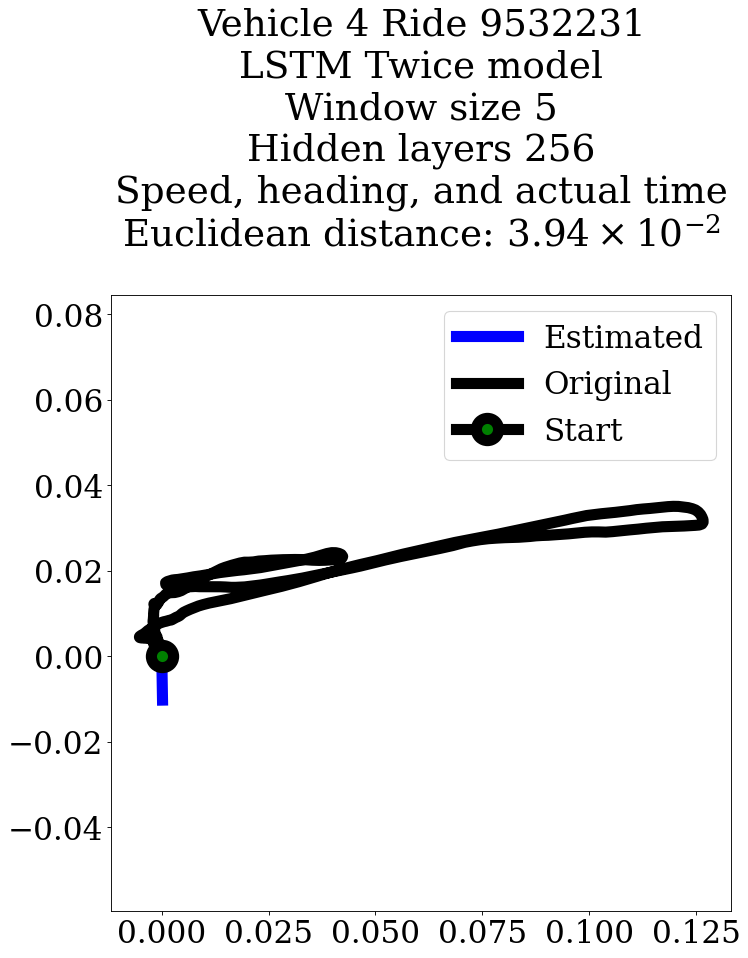 Vehicle 4 Ride 9532231
LSTM Twice model
Window size 5
Hidden layers 256
Speed, heading, and actual time
Euclidean distance: 3.94 × 10⁻²
Estimated
Original
Start
0.08
0.06
0.04
0.02
0.00
−0.02
−0.04
0.000 0.025 0.050 0.075 0.100 0.125